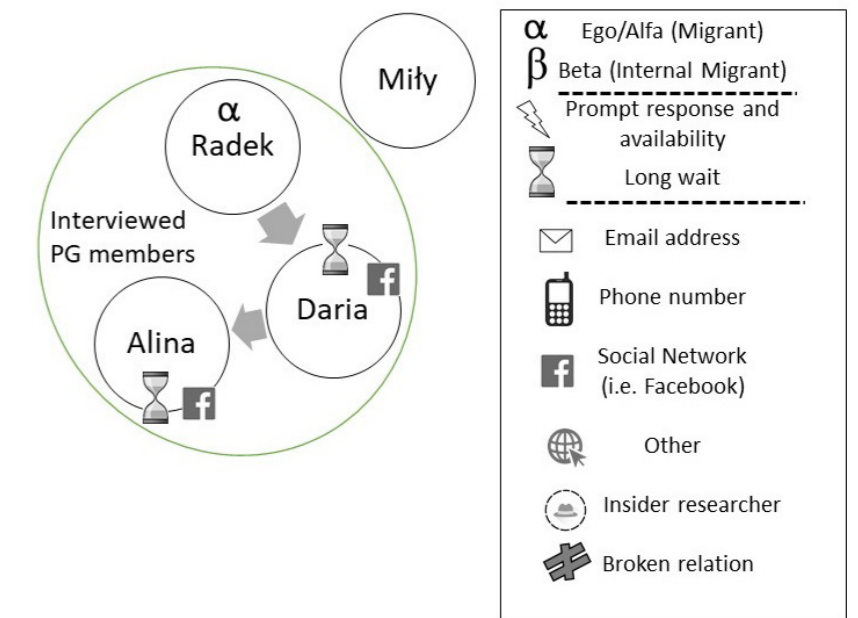 Miły
α
Radek
Interviewed
PG members
Daria
Alina
α Ego/Alfa (Migrant)
β Beta (Internal Migrant)
Prompt response and
availability
Long wait
Email address
Phone number
Social Network
(i.e. Facebook)
Other
Insider researcher
Broken relation